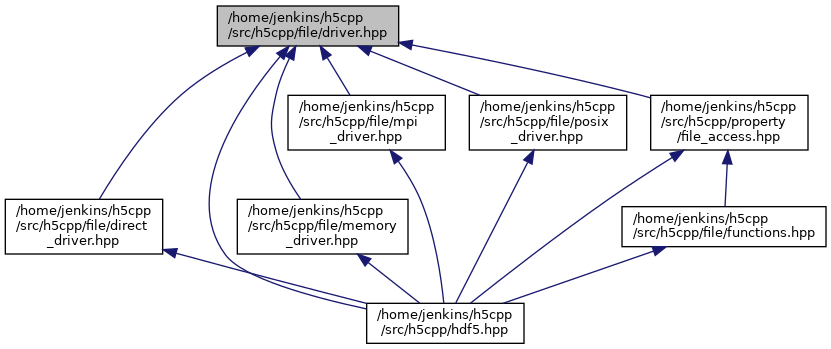 /home/jenkins/h5cpp
/src/h5cpp/file/driver.hpp
/home/jenkins/h5cpp
/src/h5cpp/file/mpi
_driver.hpp
/home/jenkins/h5cpp
/src/h5cpp/file/posix
_driver.hpp
/home/jenkins/h5cpp
/src/h5cpp/property
/file_access.hpp
/home/jenkins/h5cpp
/src/h5cpp/file/direct
_driver.hpp
/home/jenkins/h5cpp
/src/h5cpp/file/memory
_driver.hpp
/home/jenkins/h5cpp
/src/h5cpp/file/functions.hpp
/home/jenkins/h5cpp
/src/h5cpp/hdf5.hpp